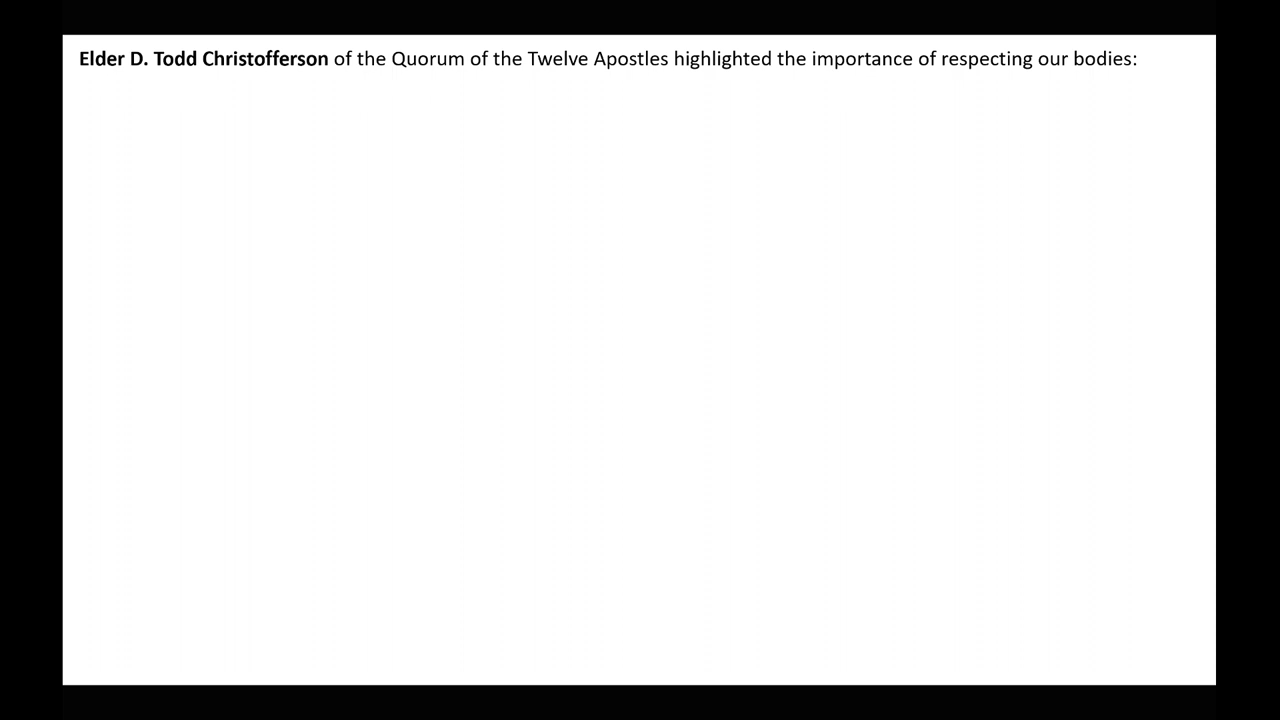 Elder D. Todd Christofferson of the Quorum of the Twelve Apostles highlighted the importance of respecting our bodies: